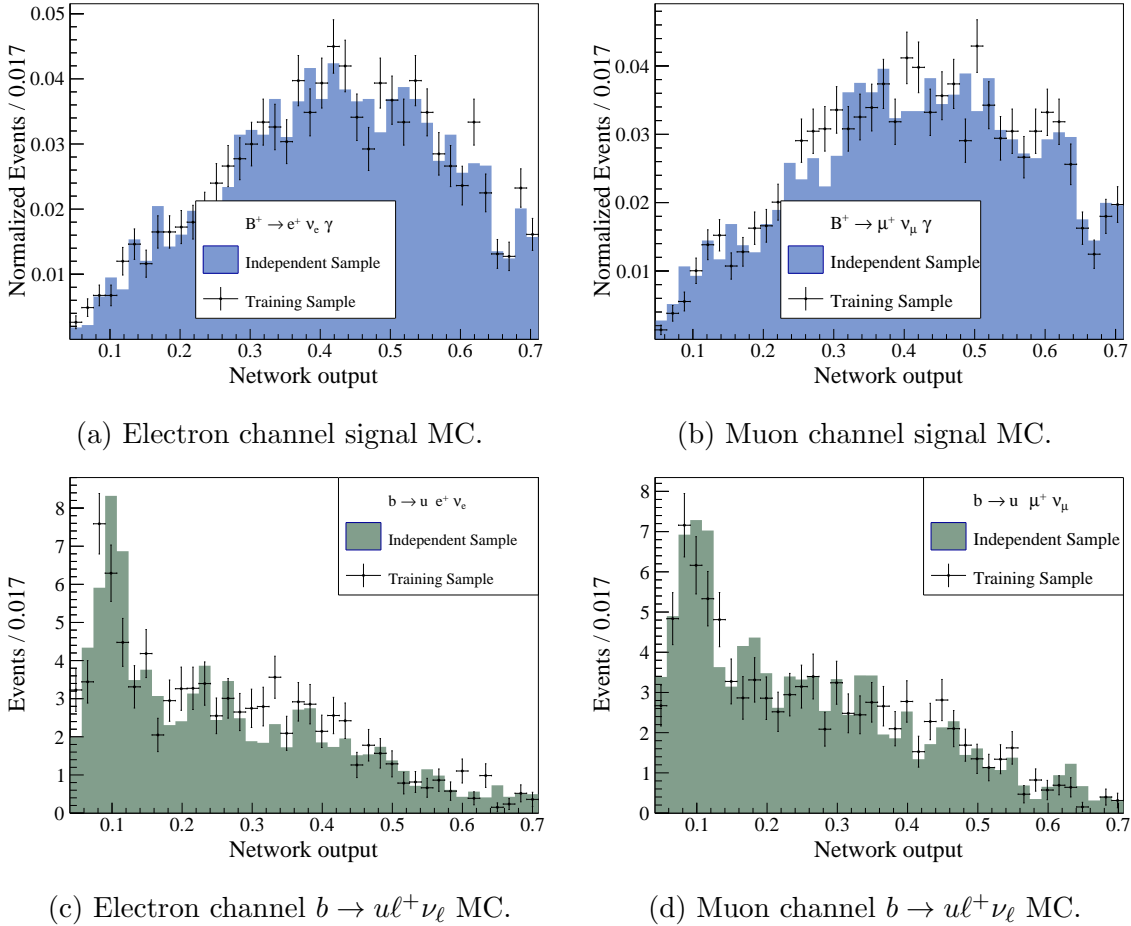 0.05
0.04
0.03
0.02
0.01
Normalized Events / 0.017
B⁺ → e⁺ νₑ γ
Independent Sample
Training Sample
0.1 0.2 0.3 0.4 0.5 0.6 0.7
Network output
(a) Electron channel signal MC.
0.04
0.03
0.02
0.01
Normalized Events / 0.017
B⁺ → μ⁺ ν_μ γ
Independent Sample
Training Sample
0.1 0.2 0.3 0.4 0.5 0.6 0.7
Network output
(b) Muon channel signal MC.
8
7
6
5
4
3
2
1
0
Events / 0.017
b → u e⁺ νₑ
Independent Sample
Training Sample
0.1 0.2 0.3 0.4 0.5 0.6 0.7
Network output
(c) Electron channel b → uℓ⁺ν_ℓ MC.
8
7
6
5
4
3
2
1
0
Events / 0.017
b → u μ⁺ ν_μ
Independent Sample
Training Sample
0.1 0.2 0.3 0.4 0.5 0.6 0.7
Network output
(d) Muon channel b → uℓ⁺ν_ℓ MC.